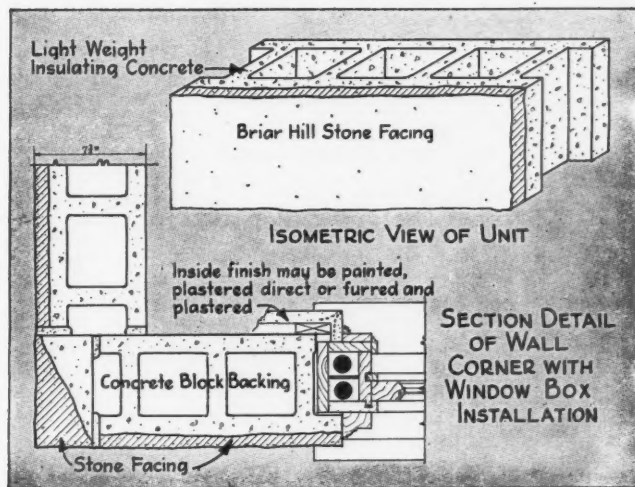 Light Weight
Insulating Concrete
Briar Hill Stone Facing
ISOMETRIC VIEW OF UNIT
Inside finish may be painted,
plastered direct or furred and
plastered
SECTION DETAIL
OF WALL
CORNER WITH
WINDOW BOX
INSTALLATION
Concrete Block Backing
Stone Facing